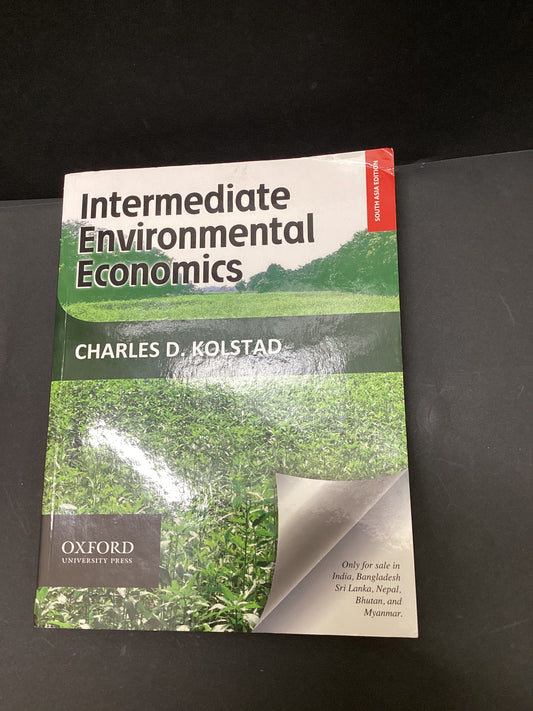 Intermediate
Environmental
Economics
SOUTH ASIA EDITION
CHARLES D. KOLSTAD
OXFORD
UNIVERSITY PRESS
Only for sale in
India, Bangladesh
Sri Lanka, Nepal,
Bhutan, and
Myanmar.